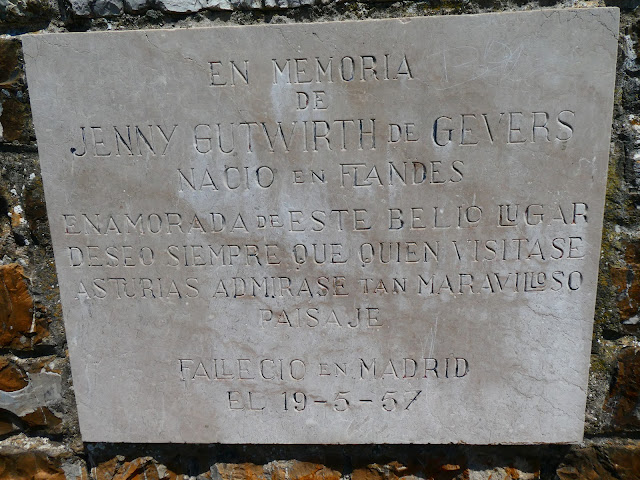 EN MEMORIA
DE
JENNY GUTWIRTH DE GEVERS
NACIO EN FLANDES
ENAMORADA DE ESTE BELLO LUGAR
DESEO SIEMPRE QUE QUIEN VISITASE
ASTURIAS ADMIRASE TAN MARAVILLOSO
PAISAJE
FALLECIO EN MADRID
EL 19-5-57